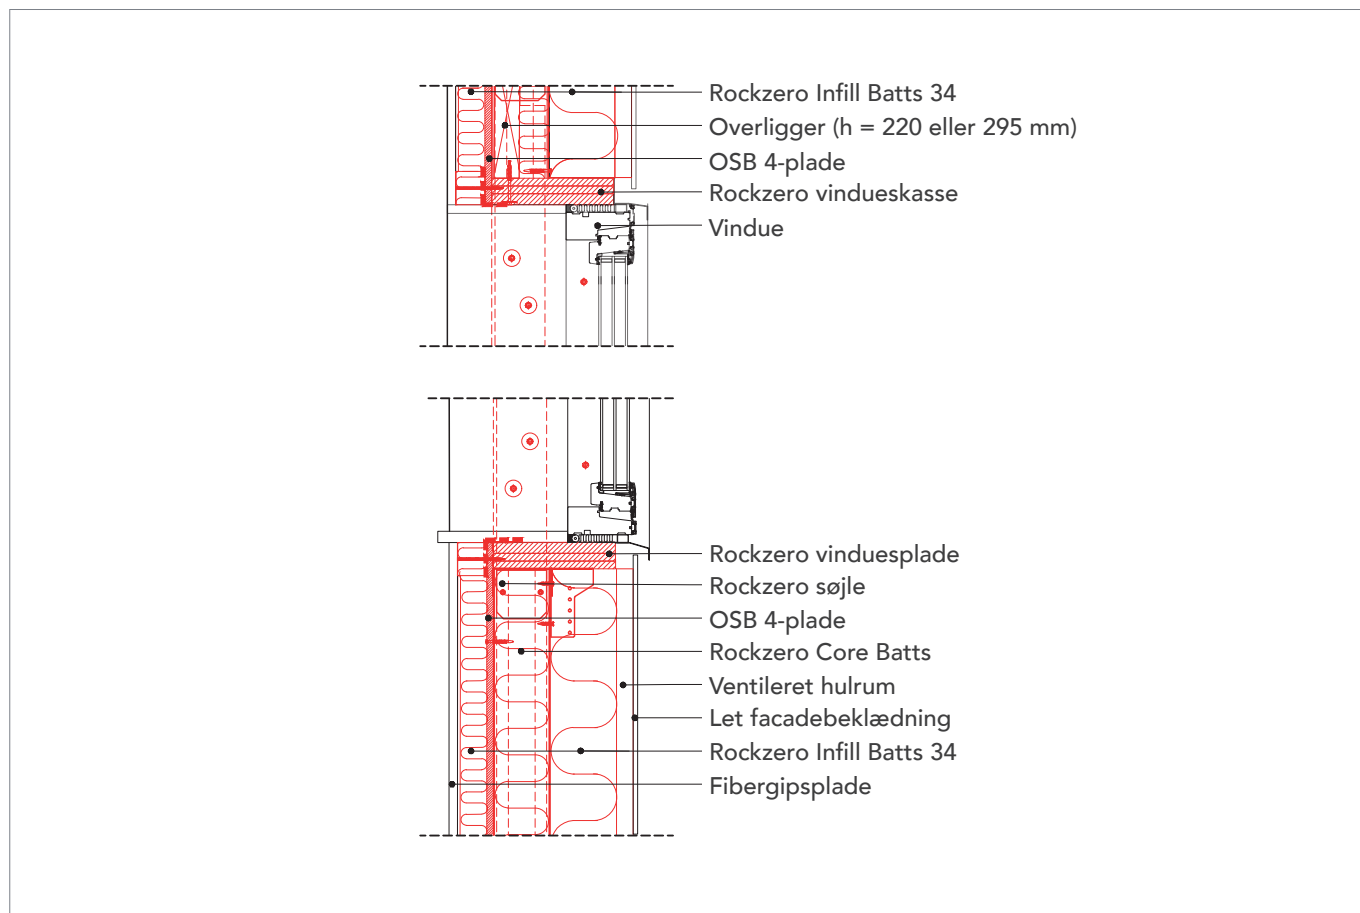 Rockzero Infill Batts 34
Overligger (h = 220 eller 295 mm)
OSB 4-plade
Rockzero vindueskasse
Vindue
Rockzero vinduesplade
Rockzero søjle
OSB 4-plade
Rockzero Core Batts
Ventileret hulrum
Let facadebeklædning
Rockzero Infill Batts 34
Fibergipsplade